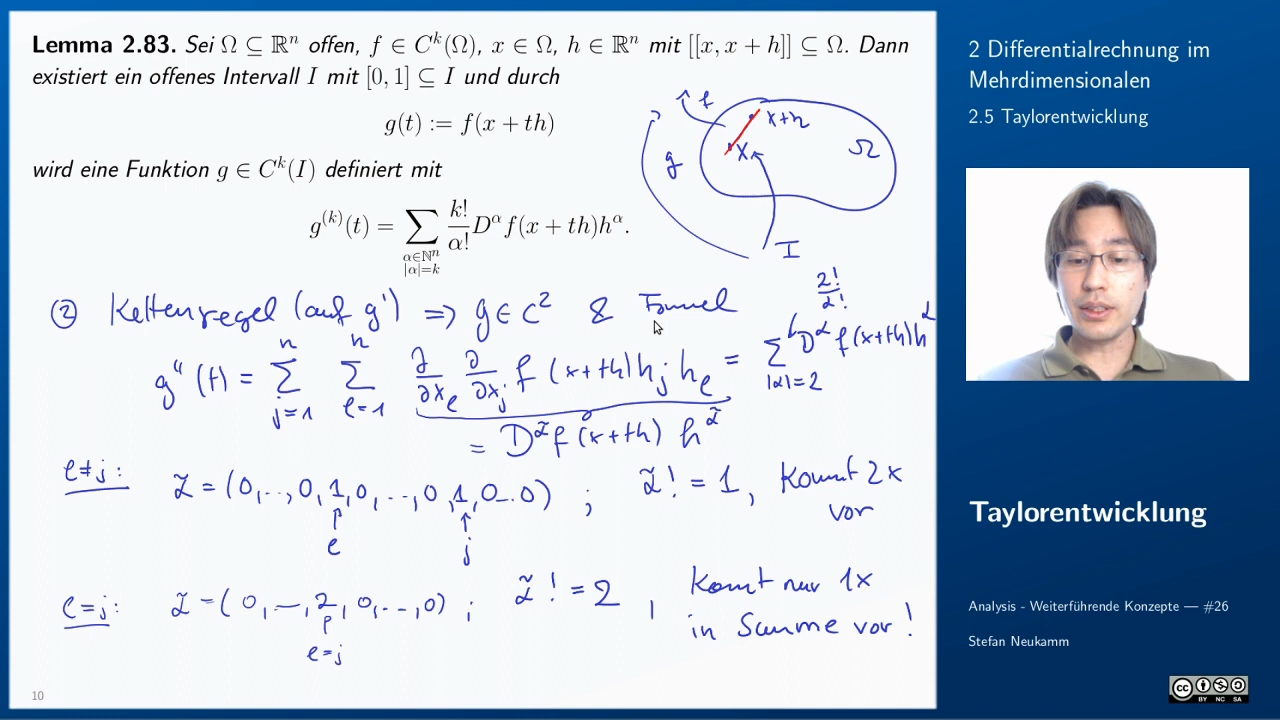 Lemma 2.83. Sei Ω ⊆ ℝⁿ offen, f ∈ Cᵏ(Ω), x ∈ Ω, h ∈ ℝⁿ mit [[x, x + h]] ⊆ Ω. Dann
existiert ein offenes Intervall I mit [0, 1] ⊆ I und durch
g(t) := f(x + th)
wird eine Funktion g ∈ Cᵏ(I) definiert mit
g⁽ᵏ⁾(t) = ∑_{α∈ℕⁿ, |α|=k} k!/α! D^α f(x + th)h^α.
f
x+h
x
Ω
g
I
② Kettenregel (auf g') ⇒ g ∈ C² & Formel
2!/α!
g''(t) = ∑_{j=1}^{n} ∑_{l=1}^{n} ∂/∂x_l ∂/∂x_j f (x+th) h_j h_l = ∑_{|α|=2} D^α f(x+th) h^α
= D^α̃ f(x+th) h^α̃
l≠j: α̃ = (0,..,0,1,0,..,0,1,0..0) ; α̃! = 1, Kommt 2x
vor
l j
l=j: α̃ = (0,—,2,0,..,0) ; α̃! = 2, Kommt nur 1x
in Summe vor!
l=j
10
2 Differentialrechnung im
Mehrdimensionalen
2.5 Taylorentwicklung
Taylorentwicklung
Analysis - Weiterführende Konzepte — #26
Stefan Neukamm
cc
BY NC SA